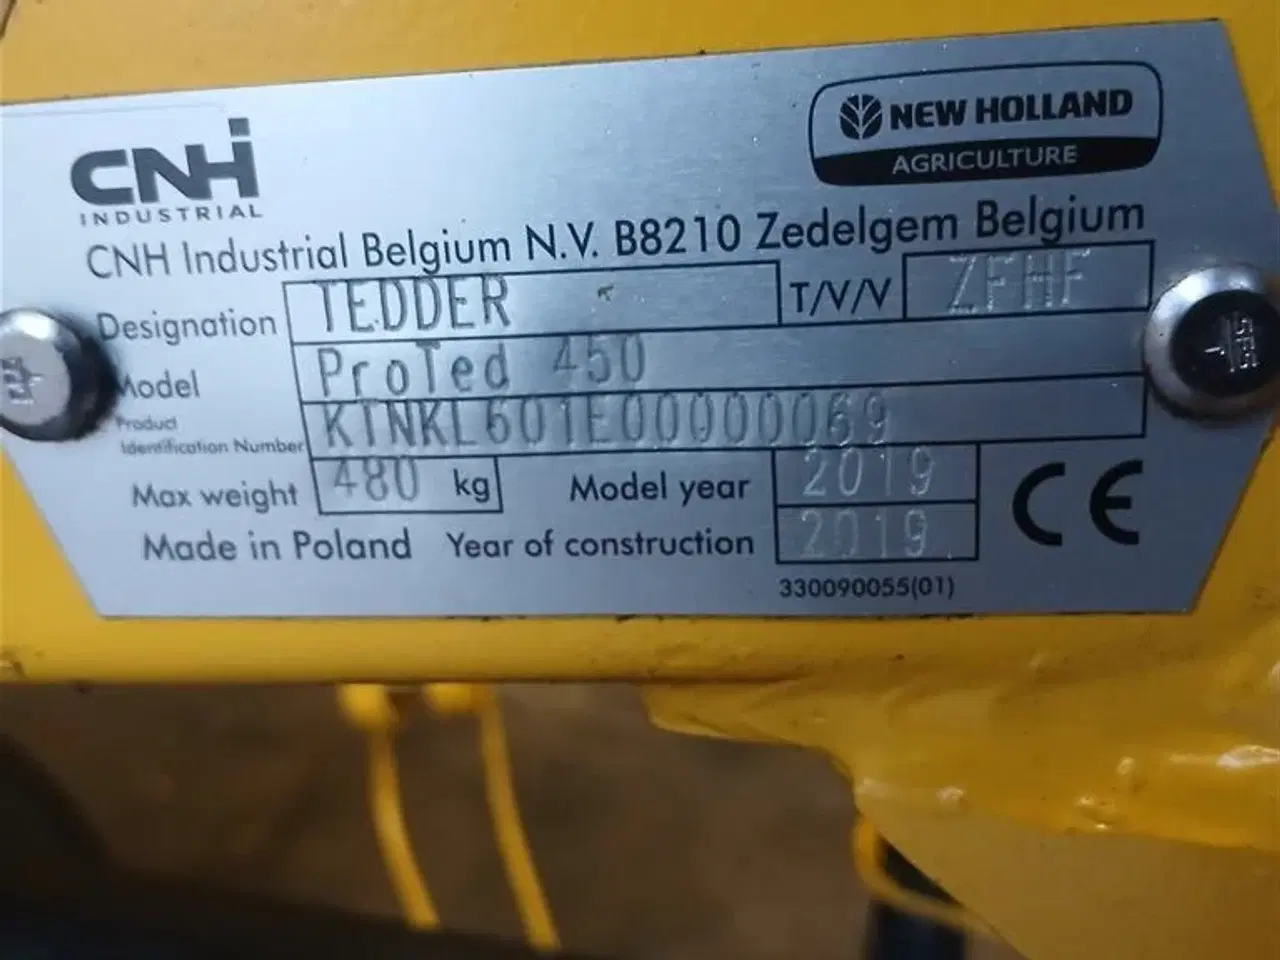 CNH
INDUSTRIAL
NEW HOLLAND
AGRICULTURE
CNH Industrial Belgium N.V. B8210 Zedelgem Belgium
Designation TEDDER T/V/V ZFHF
Model ProTed 450
Product
Identification Number KTNKL601E00000069
Max weight 480 kg Model year 2019
Made in Poland Year of construction 2019
CE
330090055(01)